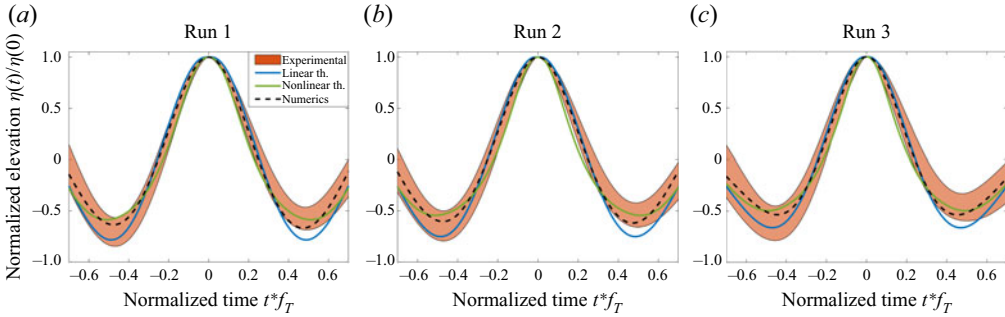 (a) Run 1
(b) Run 2
(c) Run 3
Normalized elevation η(t)/η(0)
1.0
0.5
0
−0.5
−1.0
Experimental
Linear th.
Nonlinear th.
Numerics
−0.6 −0.4 −0.2 0 0.2 0.4 0.6
Normalized time t*f_T
1.0
0.5
0
−0.5
−1.0
−0.6 −0.4 −0.2 0 0.2 0.4 0.6
Normalized time t*f_T
1.0
0.5
0
−0.5
−1.0
−0.6 −0.4 −0.2 0 0.2 0.4 0.6
Normalized time t*f_T